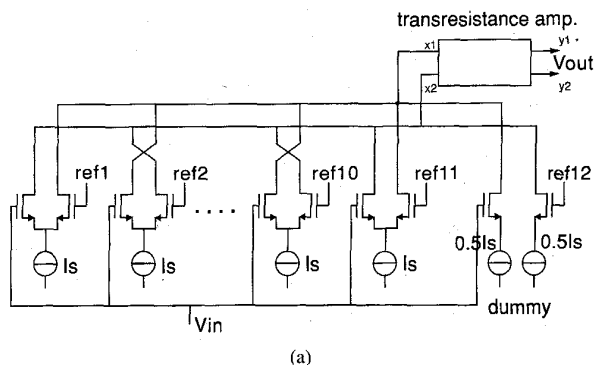 transresistance amp.
x1
y1
Vout
x2
y2
ref1
ref2
ref10
ref11
ref12
. . . .
Is
Is
Is
Is
0.5Is
0.5Is
dummy
Vin
(a)